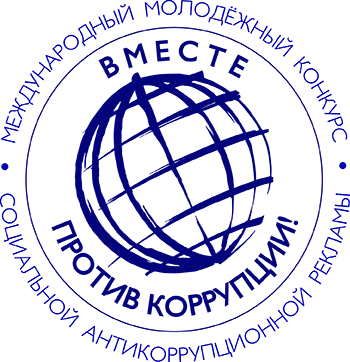 МЕЖДУНАРОДНЫЙ МОЛОДЁЖНЫЙ КОНКУРС
СОЦИАЛЬНОЙ АНТИКОРРУПЦИОННОЙ РЕКЛАМЫ
ВМЕСТЕ
ПРОТИВ КОРРУПЦИИ!